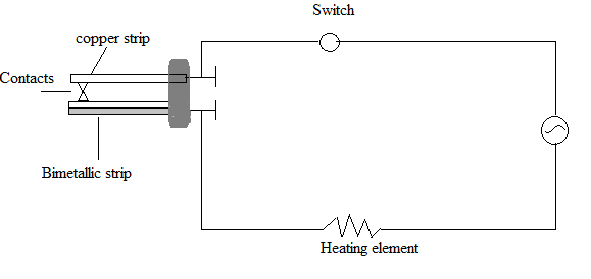 Switch
copper strip
Contacts
Bimetallic strip
Heating element